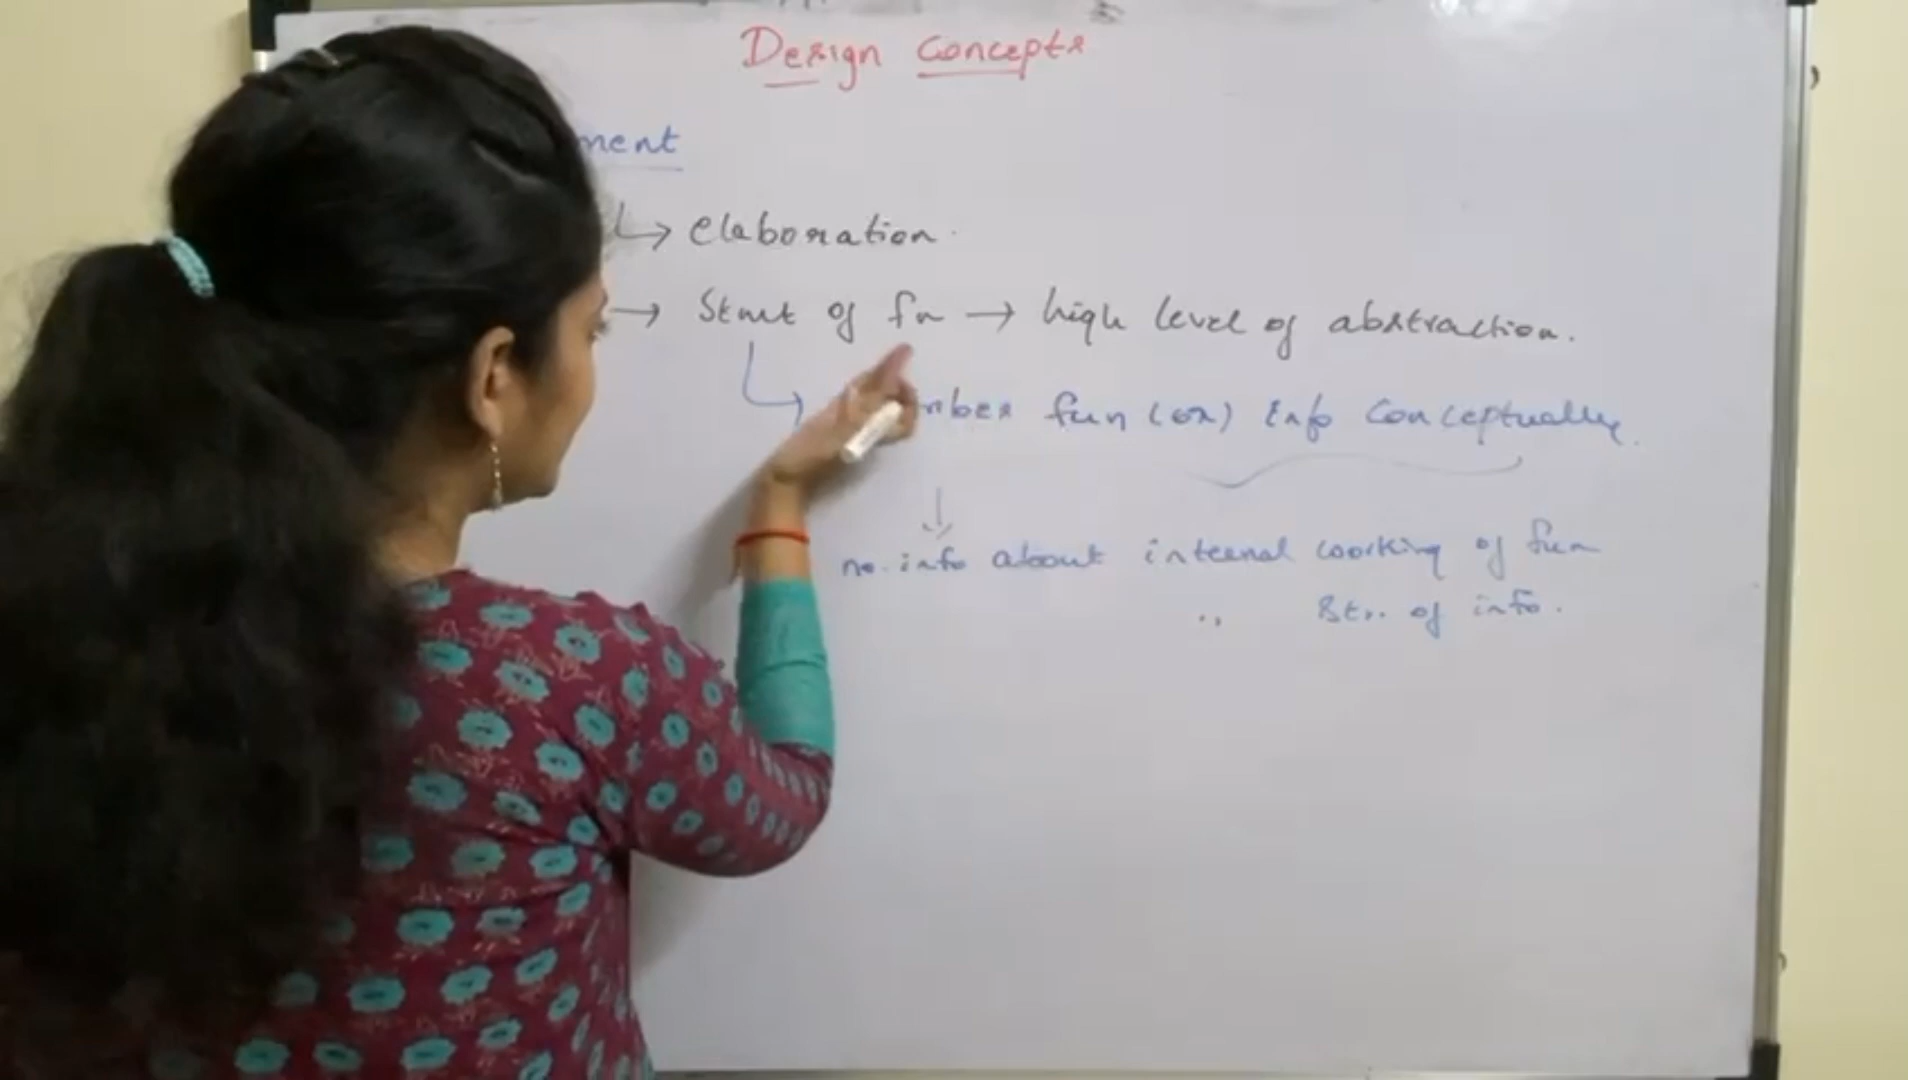 Design Concepts
ment
↳ elaboration.
→ Stmt of fn → high level of abstraction.
↳ fun (or) info conceptually.
↓
no info about internal working of fun
,, Str. of info.